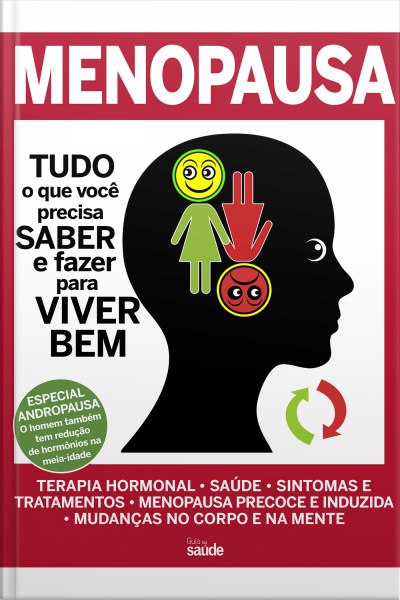 MENOPAUSA
TUDO
o que você
precisa
SABER
e fazer
para
VIVER
BEM
ESPECIAL
ANDROPAUSA
O homem também
tem redução
de hormônios na
meia-idade
TERAPIA HORMONAL • SAÚDE • SINTOMAS E
TRATAMENTOS • MENOPAUSA PRECOCE E INDUZIDA
• MUDANÇAS NO CORPO E NA MENTE
Guia
saúde